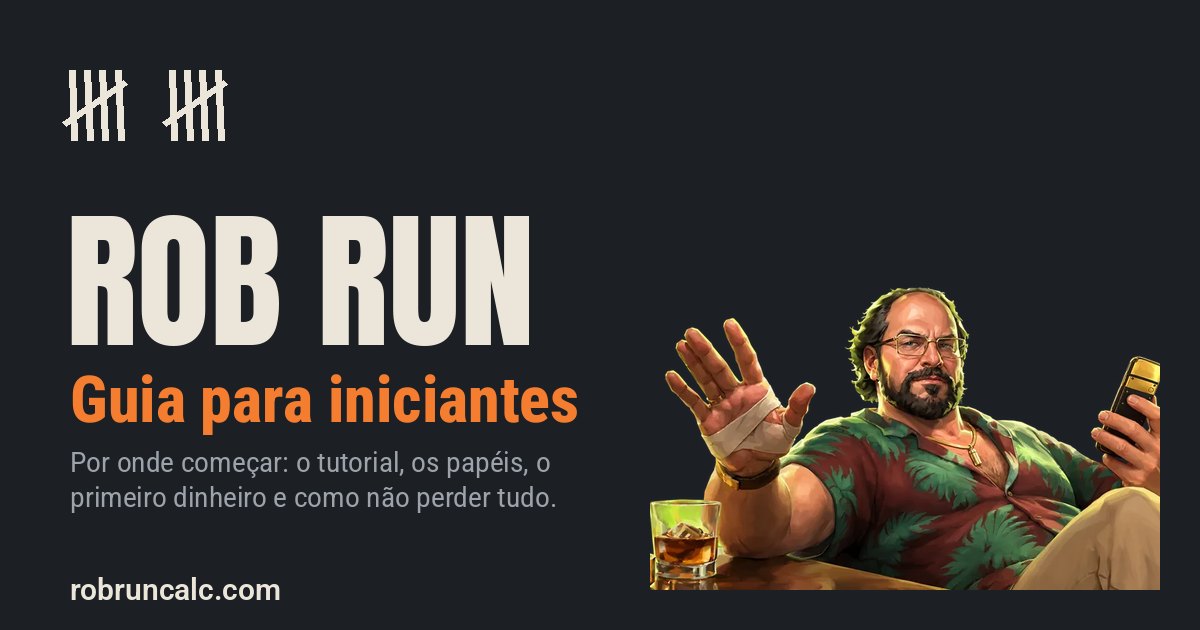 ROB RUN
Guia para iniciantes
Por onde começar: o tutorial, os papéis, o
primeiro dinheiro e como não perder tudo.
robruncalc.com